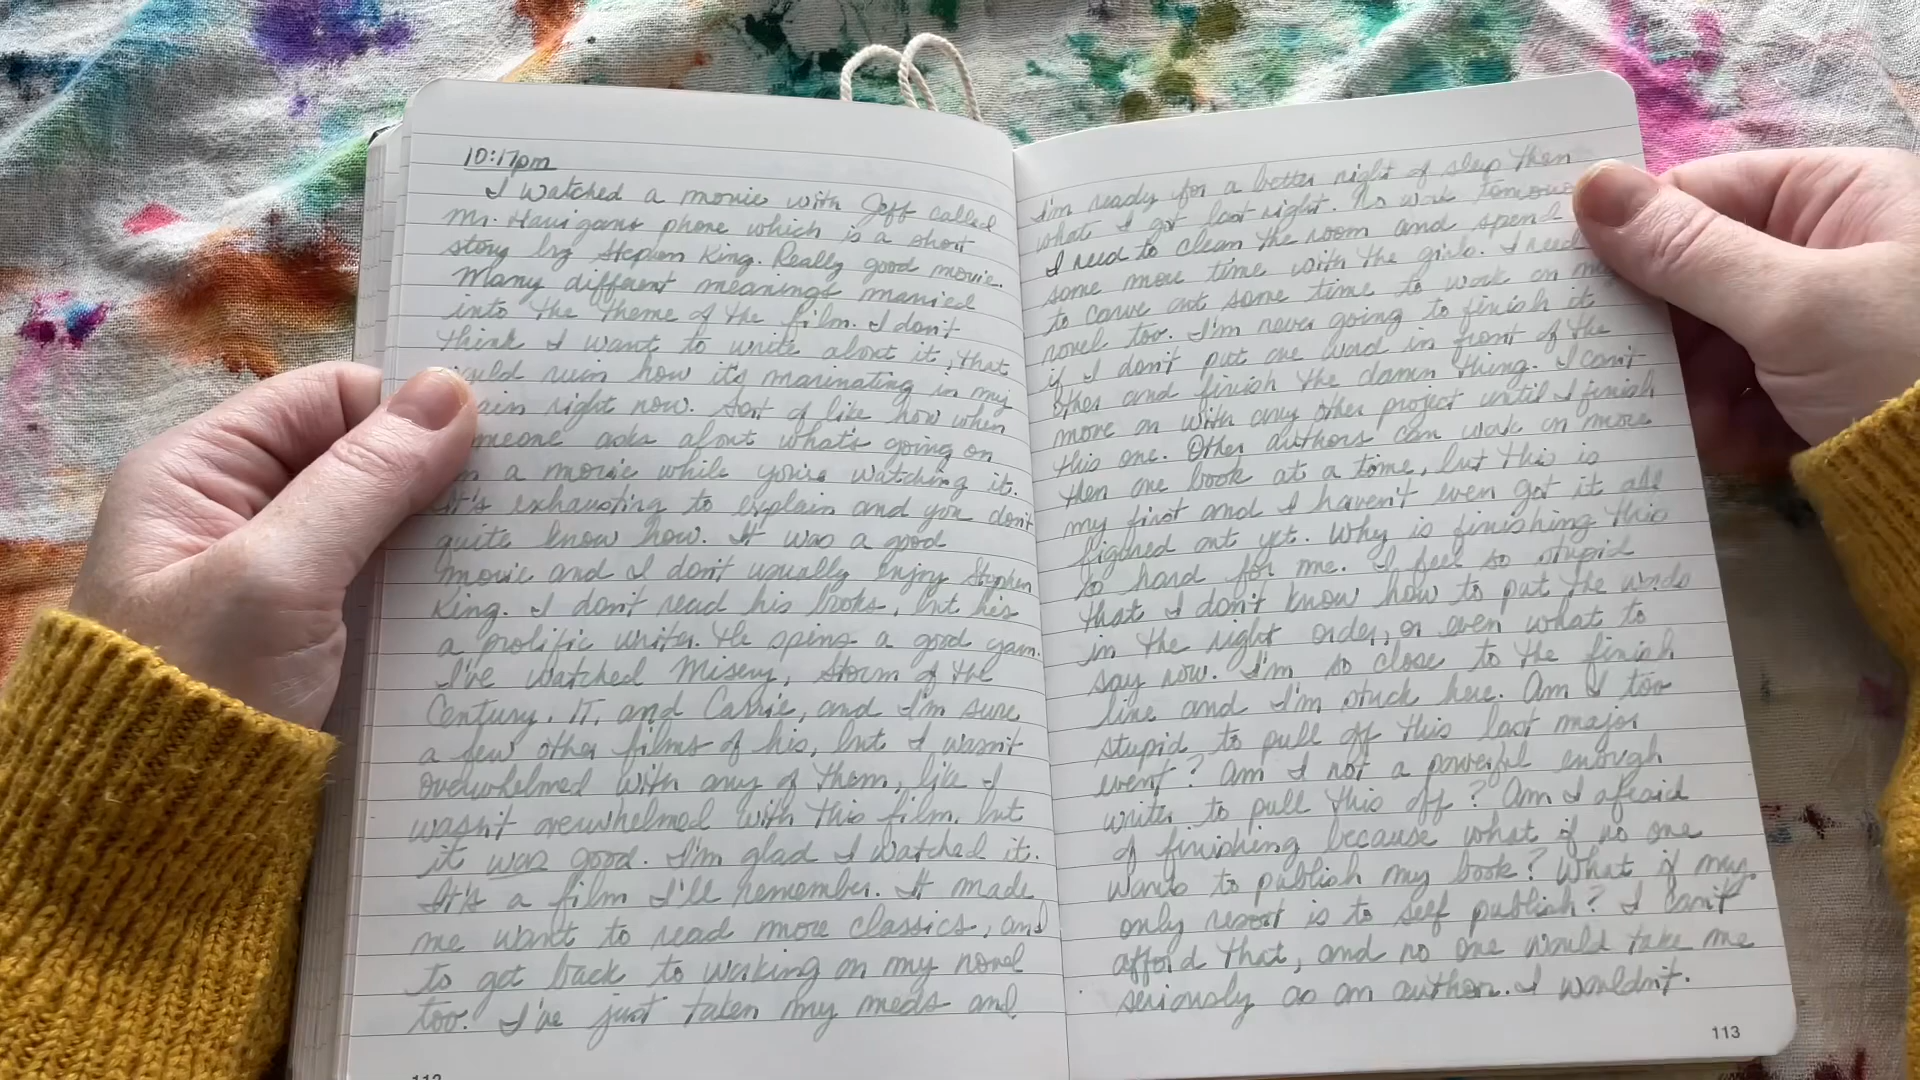 10:17pm
I watched a movie with Jeff called
Mr. Harrigans phone which is a short
story by Stephen King. Really good movie.
Many different meanings married
into the theme of the film. I don't
think I want to write about it, that
would ruin how it's marinating in my
ain right now. Sort of like how when
meone asks about what's going on
a movie while you're watching it.
It's exhausting to explain and you don't
quite know how. It was a good
movie and I don't usually enjoy Stephen
King. I don't read his books, but he's
a prolific writer. He spins a good yarn.
I've watched Misery, Storm of the
Century, IT, and Carrie, and I'm sure
a few other films of his, but I wasn't
overwhelmed with any of them, like I
wasn't overwhelmed with this film, but
it was good. I'm glad I watched it.
It's a film I'll remember. It made
me want to read more classics, and
to get back to working on my novel
too. I've just taken my meds and
112
I'm ready for a better night of sleep then
what I got last night. No work tomorrow
I need to clean the room and spend
some more time with the girls. I need
to carve out some time to work on my
novel too. I'm never going to finish it
if I don't put one word in front of the
other and finish the damn thing. I can't
move on with any other project until I finish
this one. Other authors can work on more
then one book at a time, but this is
my first and I haven't even got it all
figured out yet. Why is finishing this
so hard for me. I feel so stupid
that I don't know how to put the words
in the right order, or even what to
say now. I'm so close to the finish
line and I'm stuck here. Am I too
stupid to pull off this last major
event? Am I not a powerful enough
writer to pull this off? Am I afraid
of finishing because what if no one
wants to publish my book? What if my
only resort is to self publish? I can't
afford that, and no one would take me
seriously as an author. I wouldn't.
113